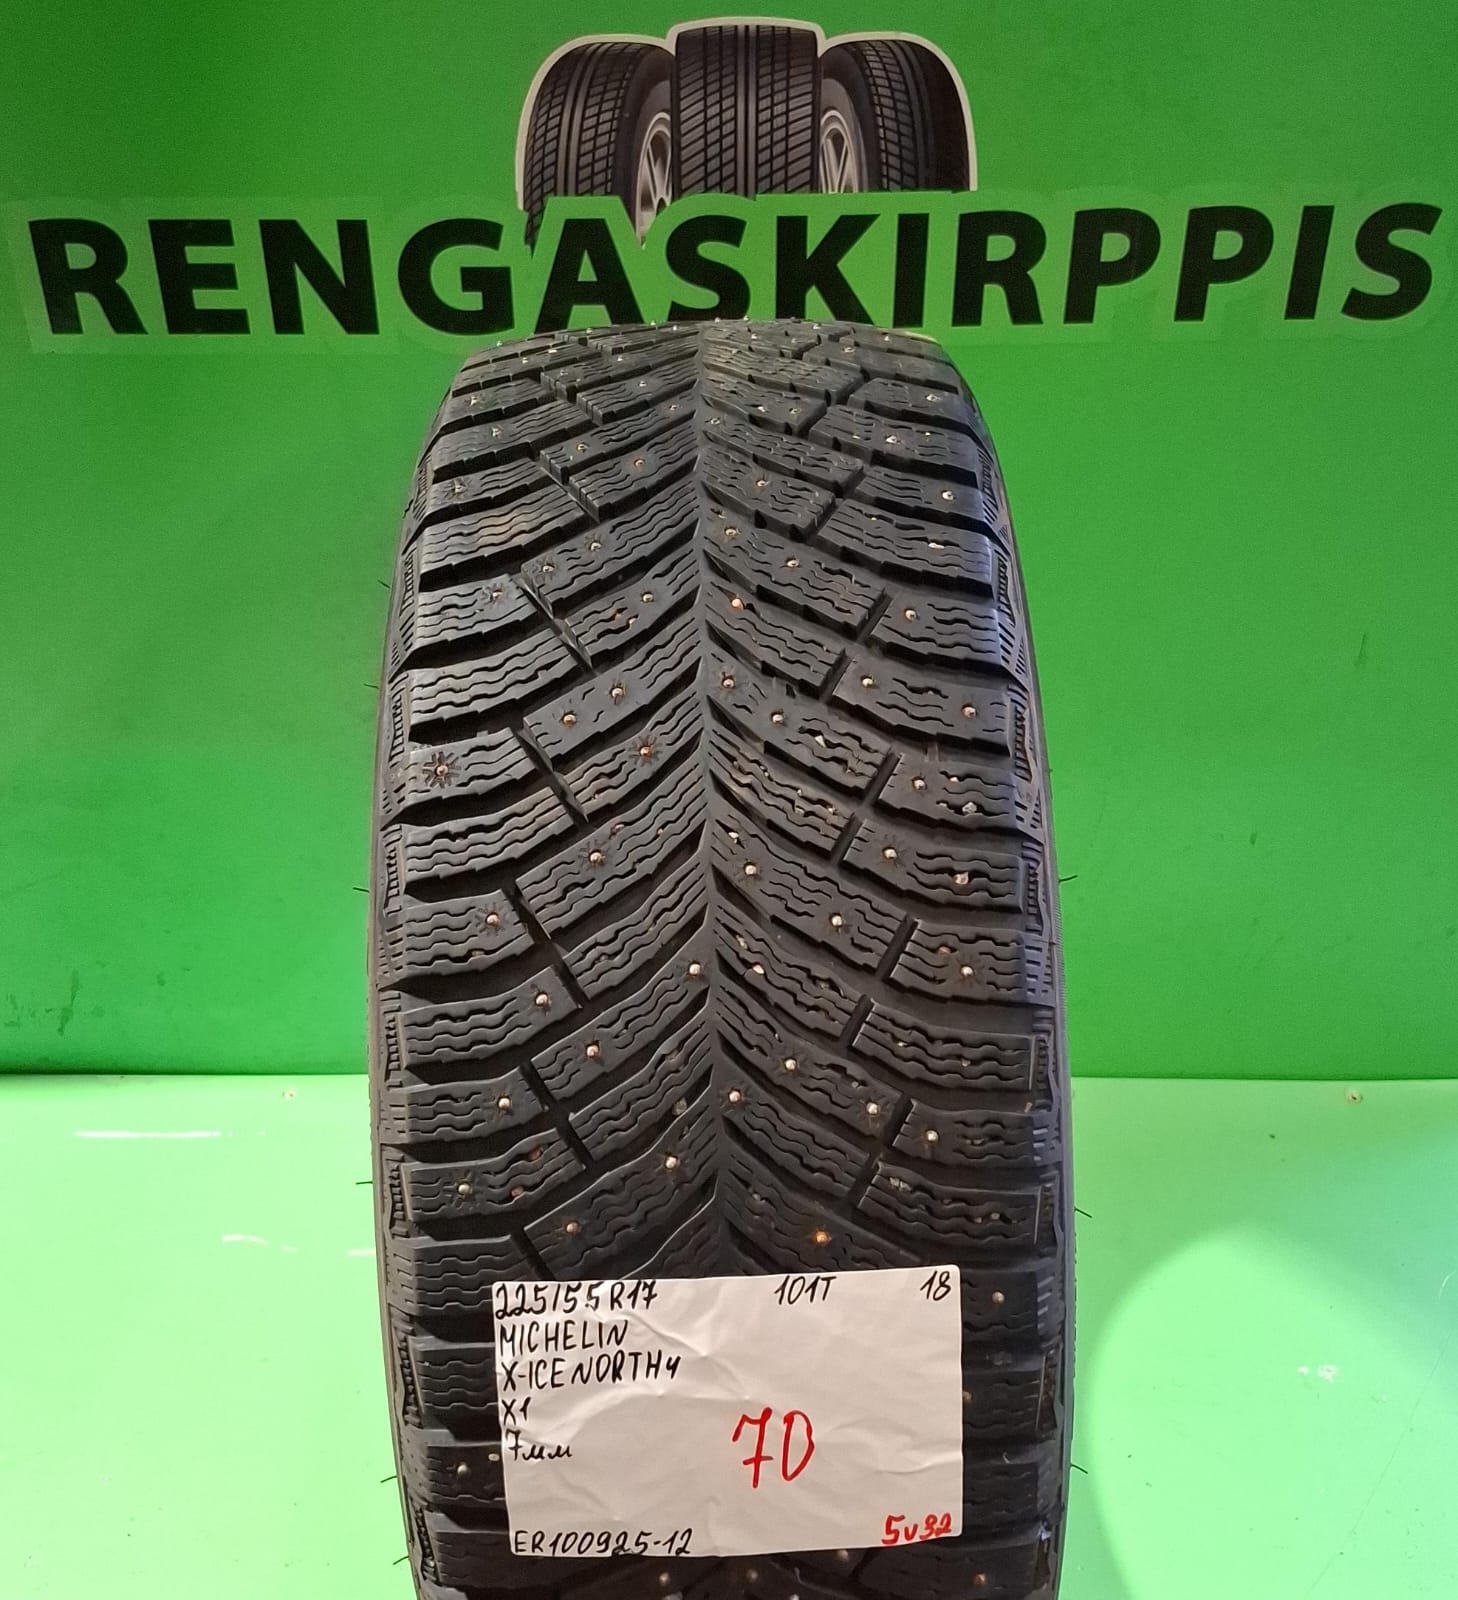 RENGASKIRPPIS
225/55R17 101T 18
MICHELIN
X-ICE NORTH4
X1
7мм
70
ER100925-12 5v32